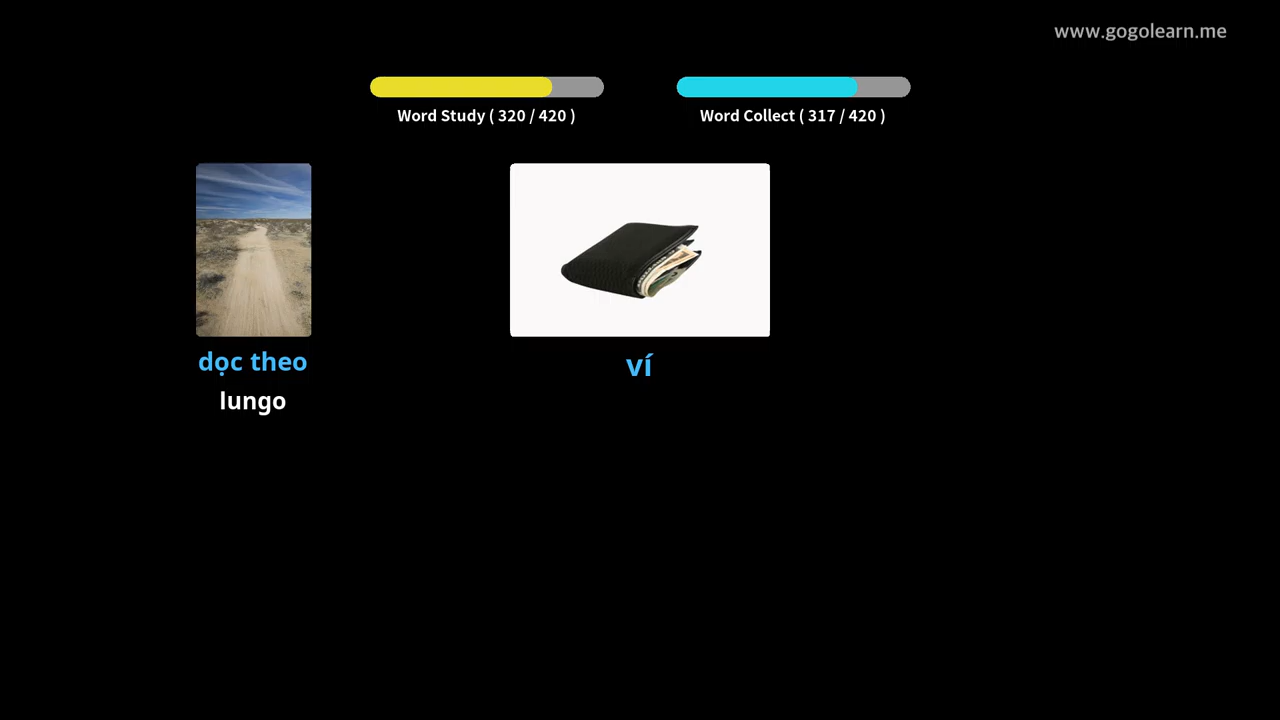 www.gogolearn.me
Word Study ( 320 / 420 )
Word Collect ( 317 / 420 )
dọc theo
lungo
ví